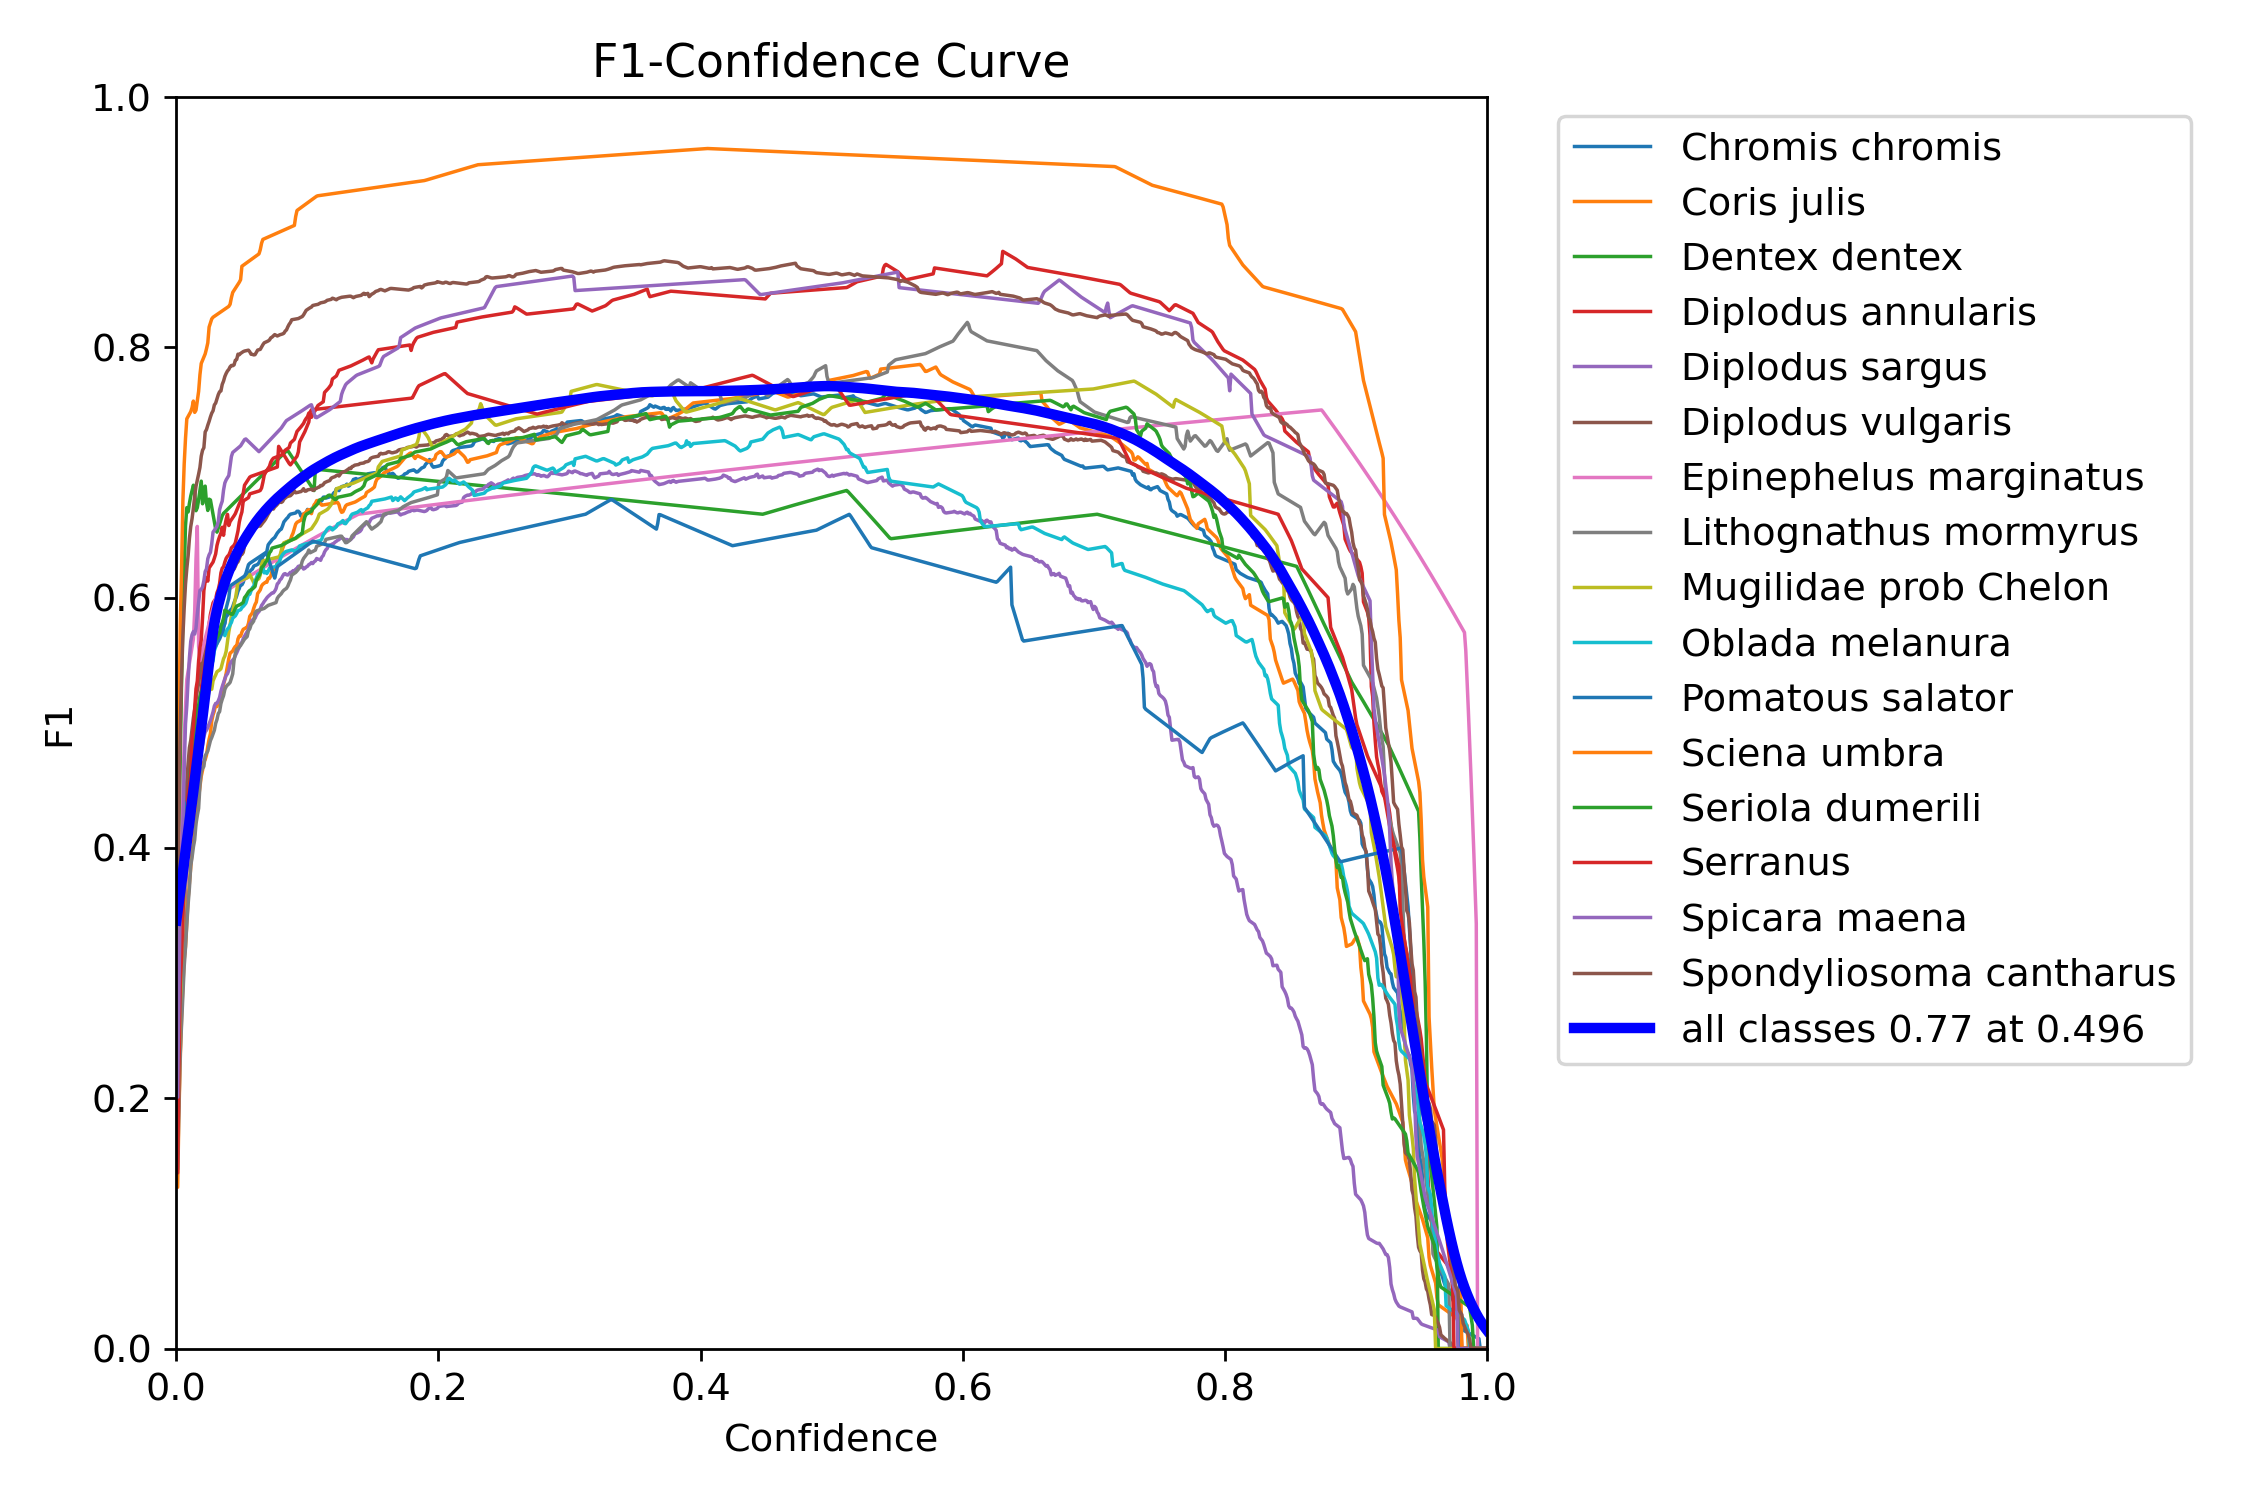 F1-Confidence Curve
1.0
0.8
0.6
0.4
0.2
0.0
F1
0.0 0.2 0.4 0.6 0.8 1.0
Confidence
Chromis chromis
Coris julis
Dentex dentex
Diplodus annularis
Diplodus sargus
Diplodus vulgaris
Epinephelus marginatus
Lithognathus mormyrus
Mugilidae prob Chelon
Oblada melanura
Pomatous salator
Sciena umbra
Seriola dumerili
Serranus
Spicara maena
Spondyliosoma cantharus
all classes 0.77 at 0.496